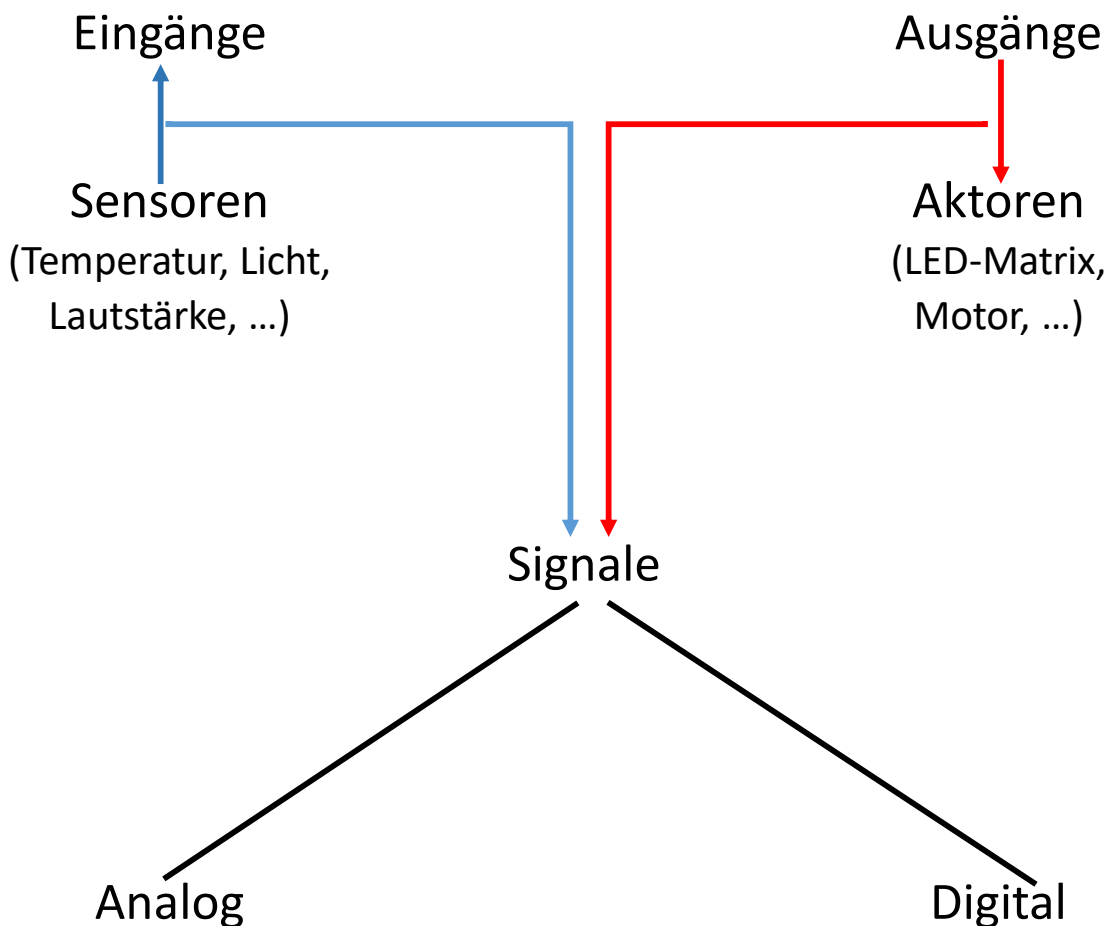 Eingänge
Ausgänge
Sensoren
(Temperatur, Licht,
Lautstärke, …)
Aktoren
(LED-Matrix,
Motor, …)
Signale
Analog
Digital